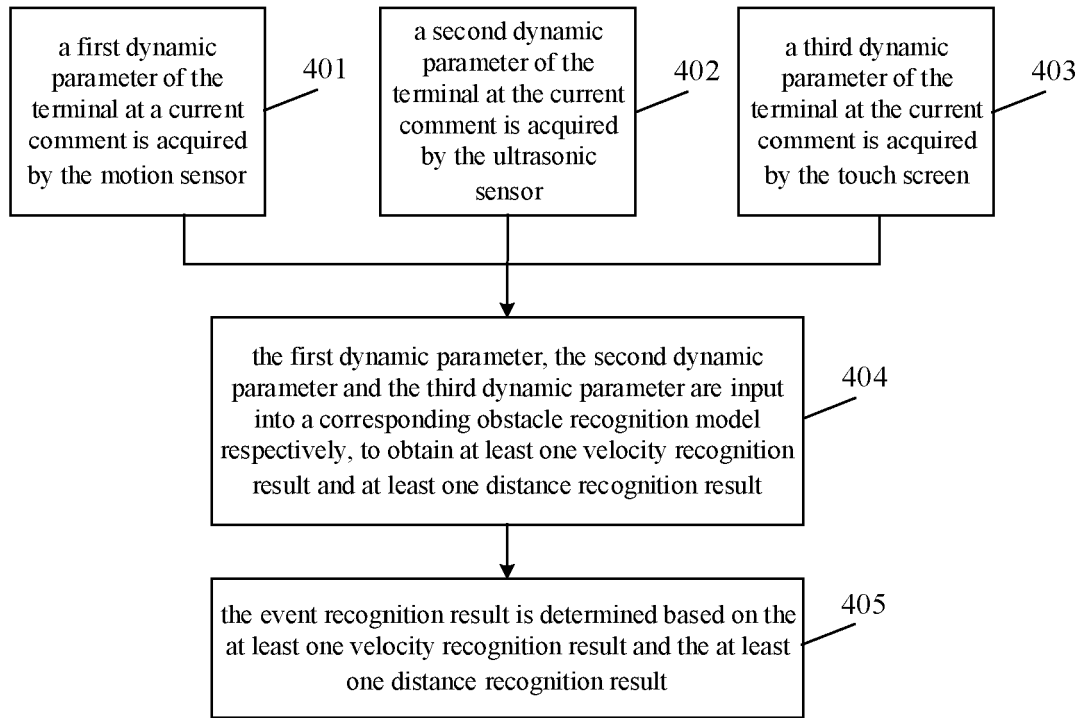 a first dynamic
parameter of the
terminal at a current
comment is acquired
by the motion sensor
401
a second dynamic
parameter of the
terminal at the current
comment is acquired
by the ultrasonic
sensor
402
a third dynamic
parameter of the
terminal at the current
comment is acquired
by the touch screen
403
the first dynamic parameter, the second dynamic
parameter and the third dynamic parameter are input
into a corresponding obstacle recognition model
respectively, to obtain at least one velocity recognition
result and at least one distance recognition result
404
the event recognition result is determined based on the
at least one velocity recognition result and the at least
one distance recognition result
405